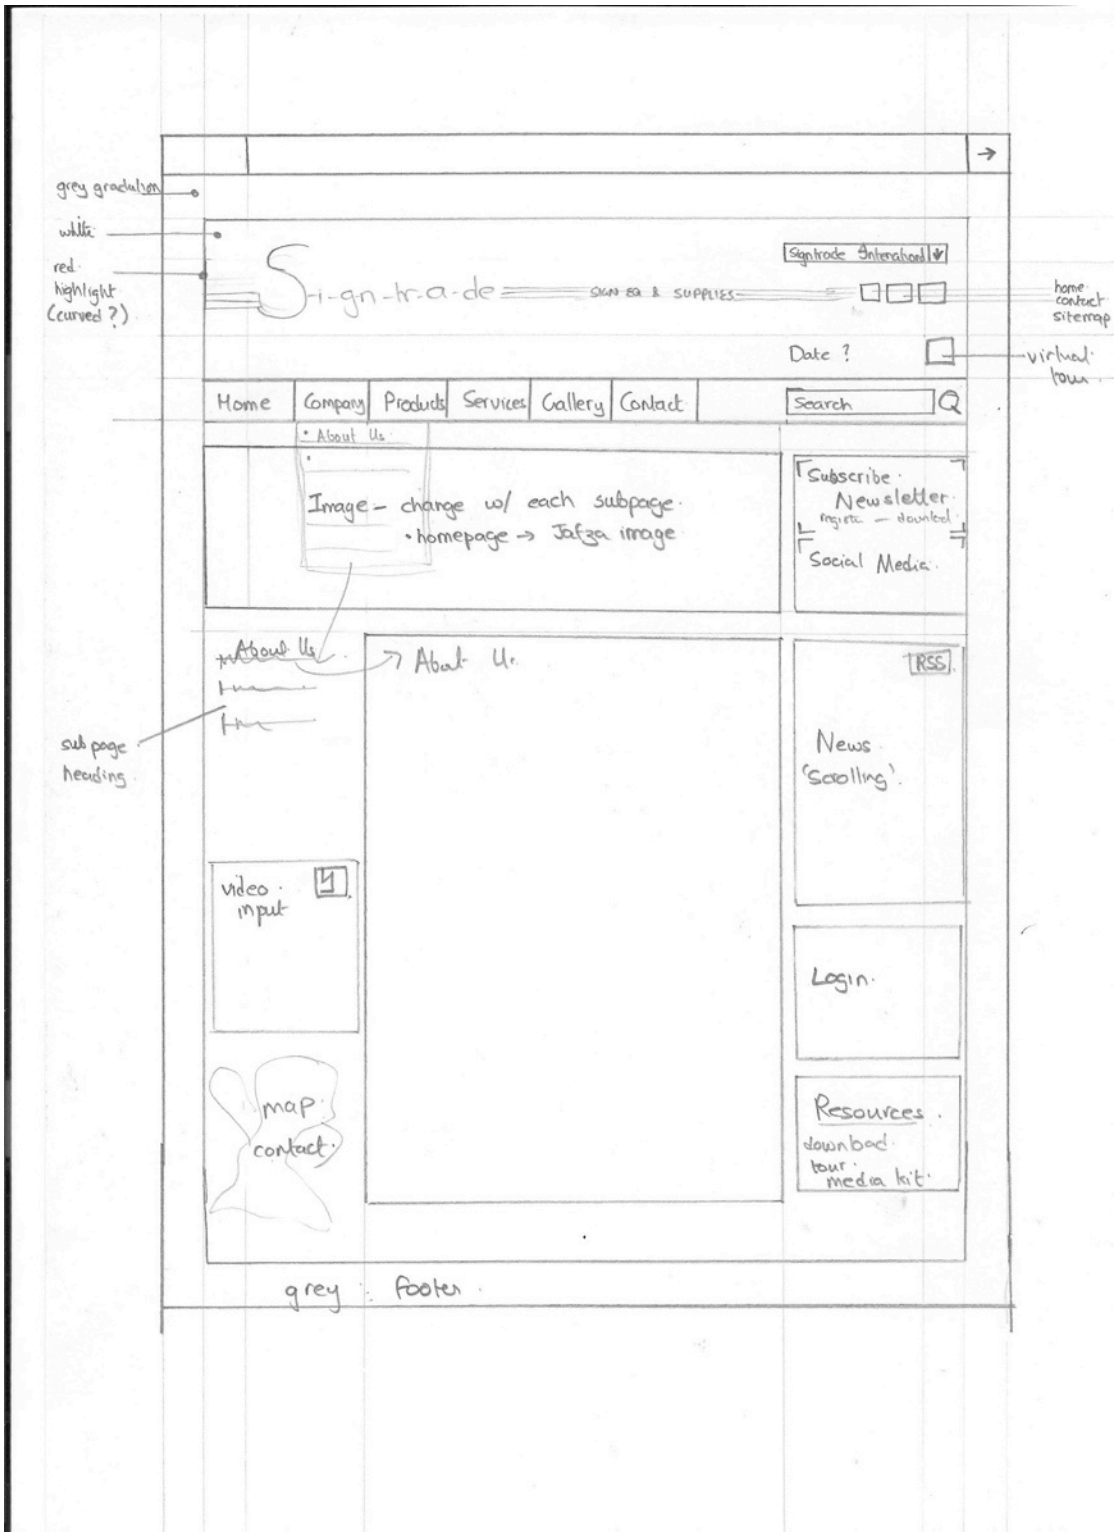 grey gradution
white
red
highlight
(curved ?)
Signtrade
S-i-gn-tr-a-de
SIGN EQ & SUPPLIES
home
contact
sitemap
Date ?
virtual
tour
Home Company Products Services Gallery Contact Search
• About Us
Image - change w/ each subpage.
• homepage → Jafza image
Subscribe
Newsletter
download
Social Media
About Us
About Us
RSS
sub page
heading
News
'Scrolling'
video
input
Login
map
contact
Resources
download
tour
media kit
grey : footer